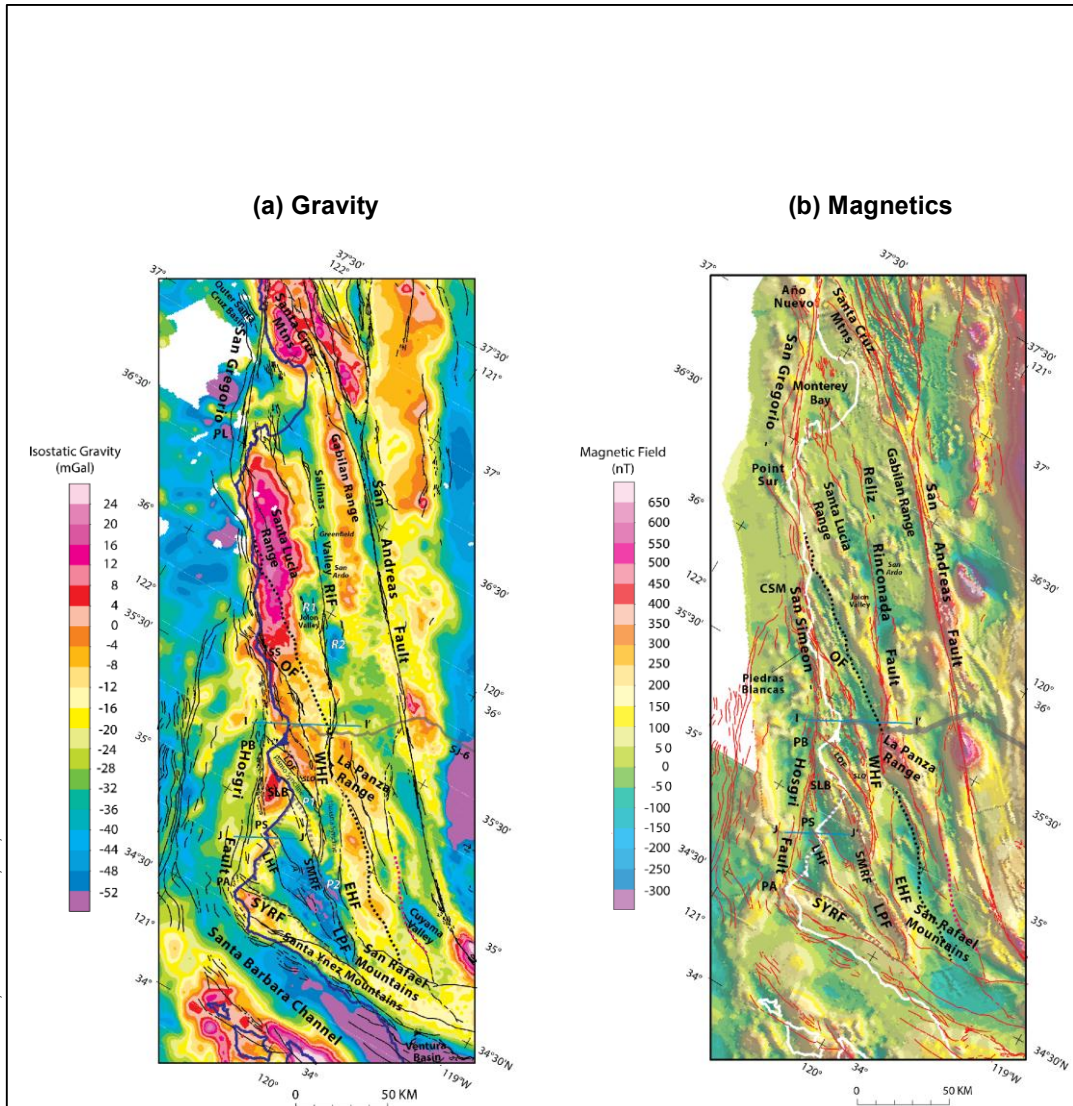 (a) Gravity
37°30'
122°
37°
Outer Santa
Cruz Basin
Santa Cruz
Mtns
San Gregorio
36°30'
37°30'
121°
PL
Isostatic Gravity
(mGal)
24
20
16
12
8
4
0
-4
-8
-12
-16
-20
-24
-28
-32
-36
-40
-44
-48
-52
36°
122°
35°30'
35°
34°30'
121°
34°
Gabilan Range
Salinas
Valley
Greenfield
San
Ardo
Santa Lucia
Range
San
Andreas
Fault
37°
36°30'
RIF
R1
Jolon
Valley
R2
SS
OF
120°
36°
I
I'
PB
Hosgri
Fault
LOF
SLO
WHF
La Panza
Range
SJ-6
SLB
P1
PS
J
J'
LHF
35°30'
PA
SMRF
P2
EHF
SYRF
LPF
Cuyama
Valley
35°
San Rafael
Mountains
Santa Ynez Mountains
Santa Barbara Channel
Ventura
Basin
34°30'N
119°W
120°
34°
0
50 KM
(b) Magnetics
37°
37°30'
Año
Nuevo
Santa Cruz
Mtns
San Gregorio -
36°30'
37°30'
121°
Monterey
Bay
Magnetic Field
(nT)
650
600
550
500
450
400
350
300
250
200
150
100
50
0
-50
-100
-150
-200
-250
-300
Point
Sur
36°
122°
35°30'
35°
34°30'
121°
34°
Gabilan Range
Reliz -
Rinconada
Fault
Santa Lucia
Range
San
Ardo
Jolon
Valley
San
Andreas
Fault
37°
36°30'
CSM
San Simeon
OF
Piedras
Blancas
120°
36°
I
I'
PB
Hosgri
Fault
LOF
SLO
WHF
La Panza
Range
SLB
PS
J
J'
LHF
35°30'
PA
SMRF
EHF
SYRF
LPF
San Rafael
Mountains
35°
34°30'N
119°W
120°
34°
0
50 KM